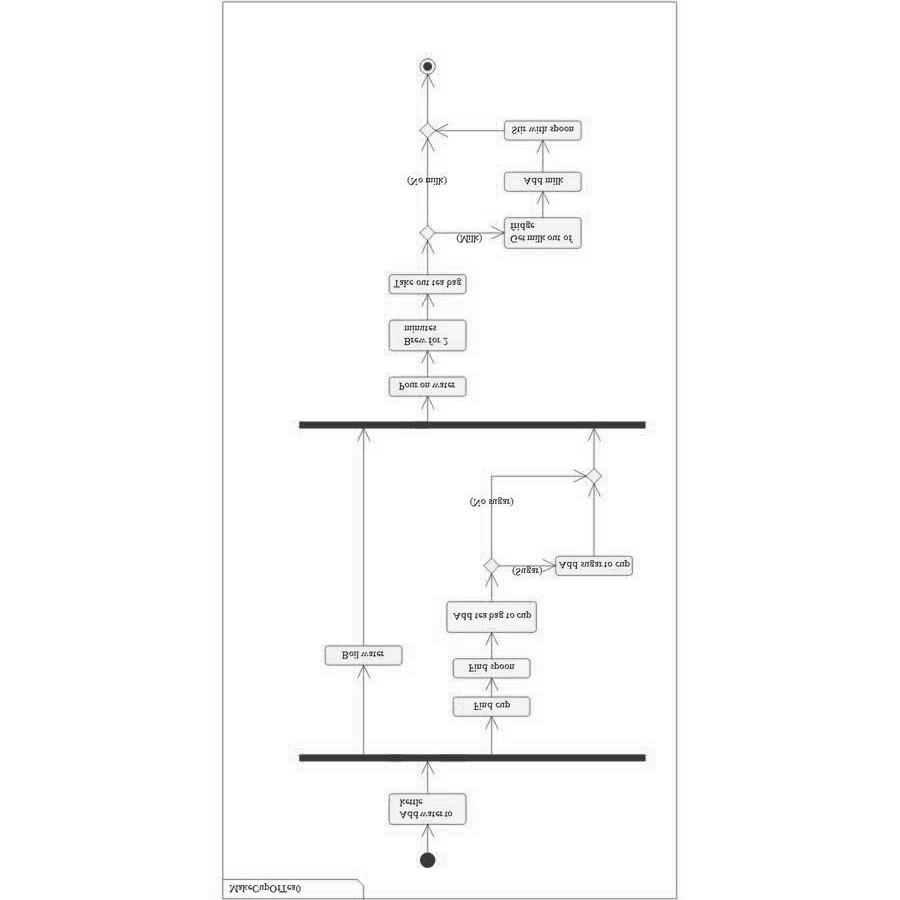 MakeCupOfTea0
Add water to
kettle
Find cup
Find spoon
Boil water
Add tea bag to cup
(Sugar)
Add sugar to cup
(No sugar)
Pour on water
Brew for 2
minutes
Take out tea bag
(Milk)
Get milk out of
fridge
Add milk
(No milk)
Stir with spoon